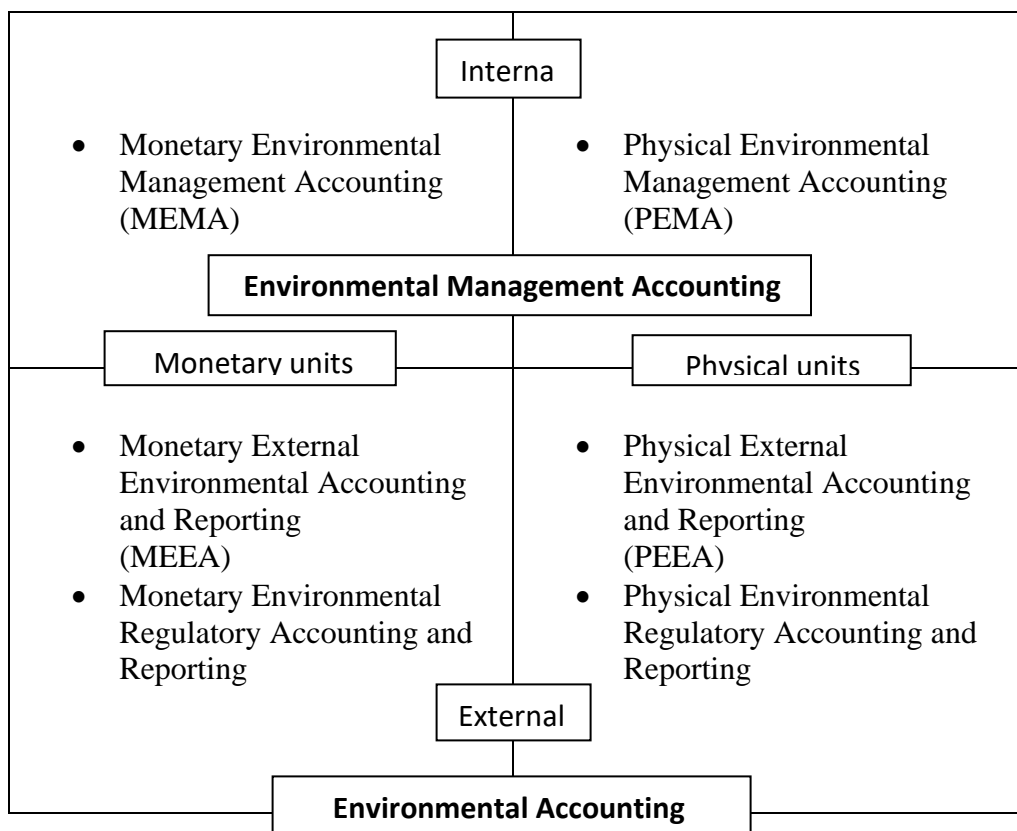 Interna
• Monetary Environmental
Management Accounting
(MEMA)
• Physical Environmental
Management Accounting
(PEMA)
Environmental Management Accounting
Monetary units
Physical units
• Monetary External
Environmental Accounting
and Reporting
(MEEA)
• Monetary Environmental
Regulatory Accounting and
Reporting
• Physical External
Environmental Accounting
and Reporting
(PEEA)
• Physical Environmental
Regulatory Accounting and
Reporting
External
Environmental Accounting